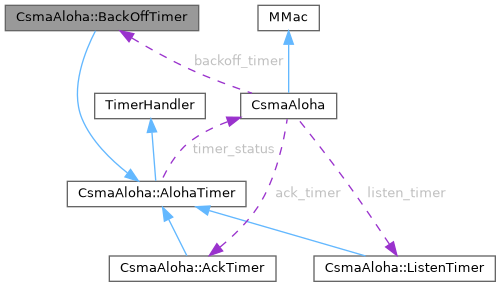 CsmaAloha::BackOffTimer
MMac
backoff_timer
TimerHandler
CsmaAloha
timer_status
CsmaAloha::AlohaTimer
ack_timer
listen_timer
CsmaAloha::AckTimer
CsmaAloha::ListenTimer